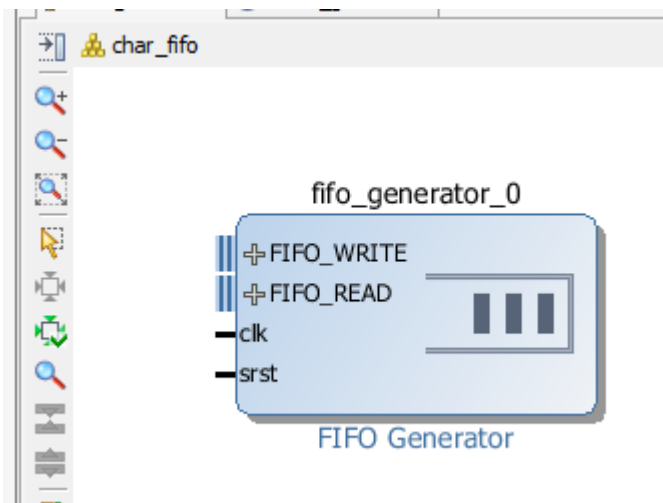 char_fifo
fifo_generator_0
FIFO_WRITE
FIFO_READ
clk
srst
FIFO Generator